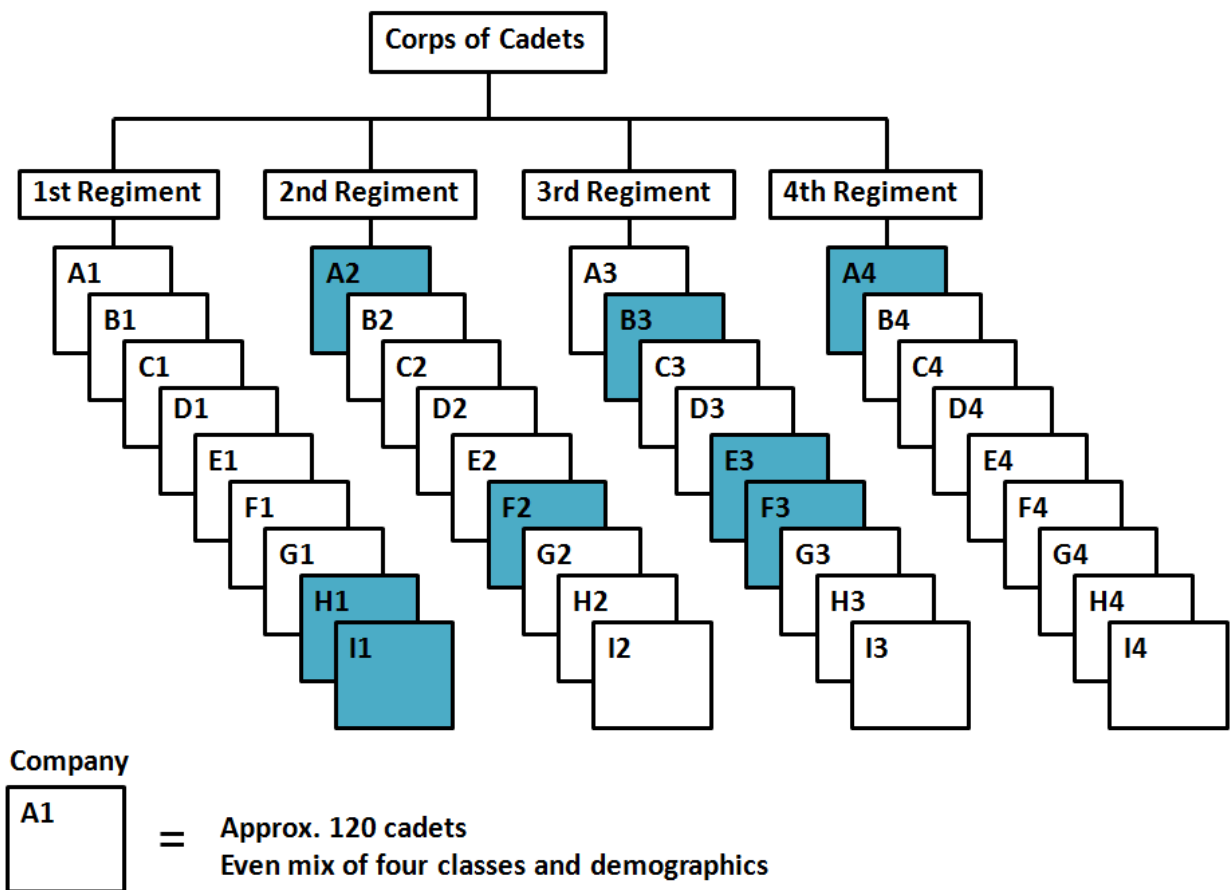 Corps of Cadets
1st Regiment 2nd Regiment 3rd Regiment 4th Regiment
A1 A2 A3 A4
B1 B2 B3 B4
C1 C2 C3 C4
D1 D2 D3 D4
E1 E2 E3 E4
F1 F2 F3 F4
G1 G2 G3 G4
H1 H2 H3 H4
I1 I2 I3 I4
Company
A1
= Approx. 120 cadets
Even mix of four classes and demographics